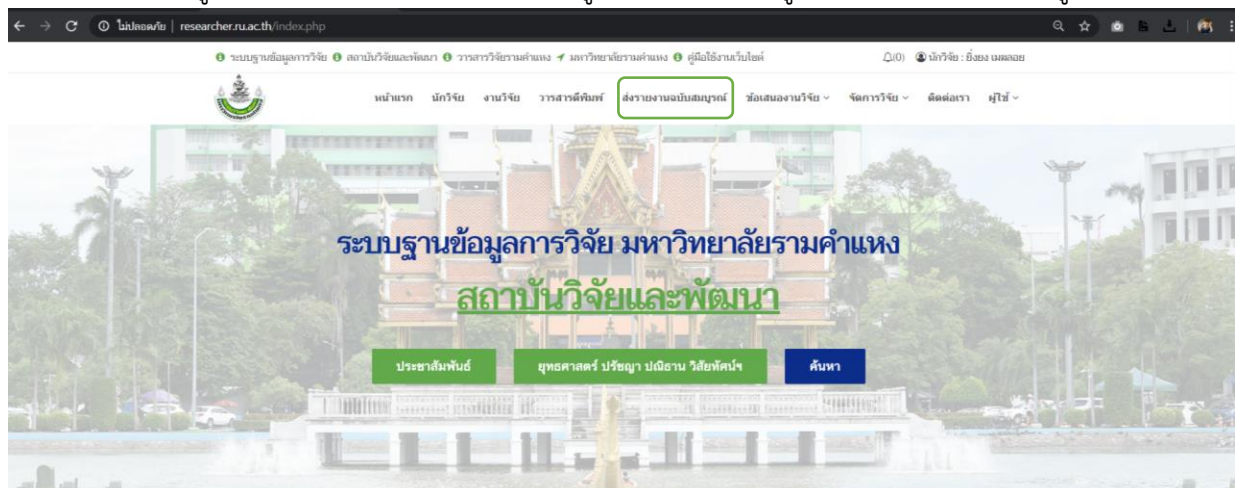 ไม่ปลอดภัย | researcher.ru.ac.th/index.php
ระบบฐานข้อมูลการวิจัย สถาบันวิจัยและพัฒนา วารสารวิจัยรามคำแหง มหาวิทยาลัยรามคำแหง คู่มือใช้งานเว็บไซต์ (0) นักวิจัย : ยิ่งยง เมฆลอย
หน้าแรก นักวิจัย งานวิจัย วารสารตีพิมพ์ ส่งรายงานฉบับสมบูรณ์ ข้อเสนองานวิจัย จัดการวิจัย ติดต่อเรา ผู้ใช้
ระบบฐานข้อมูลการวิจัย มหาวิทยาลัยรามคำแหง
สถาบันวิจัยและพัฒนา
ประชาสัมพันธ์ ยุทธศาสตร์ ปรัชญา ปณิธาน วิสัยทัศน์ฯ ค้นหา